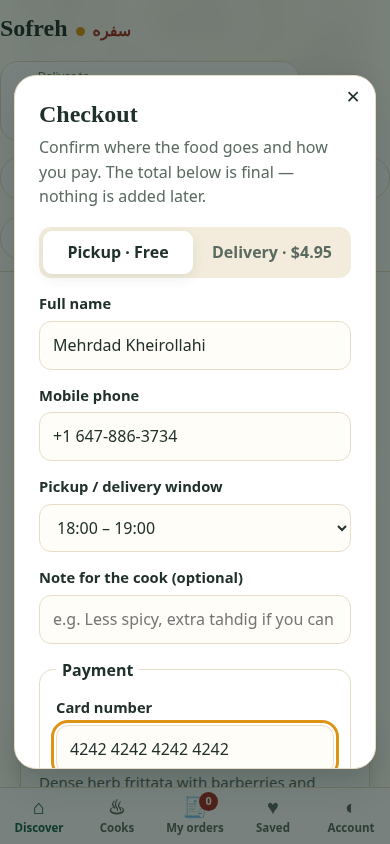 Sofreh سفره
Delivery
×
Checkout
Confirm where the food goes and how
you pay. The total below is final —
nothing is added later.
Pickup · Free
Delivery · $4.95
Full name
Mehrdad Kheirollahi
Mobile phone
+1 647-886-3734
Pickup / delivery window
18:00 – 19:00
Note for the cook (optional)
e.g. Less spicy, extra tahdig if you can
Payment
Card number
4242 4242 4242 4242
Dense herb frittata with barberries and
0
Discover
Cooks
My orders
Saved
Account